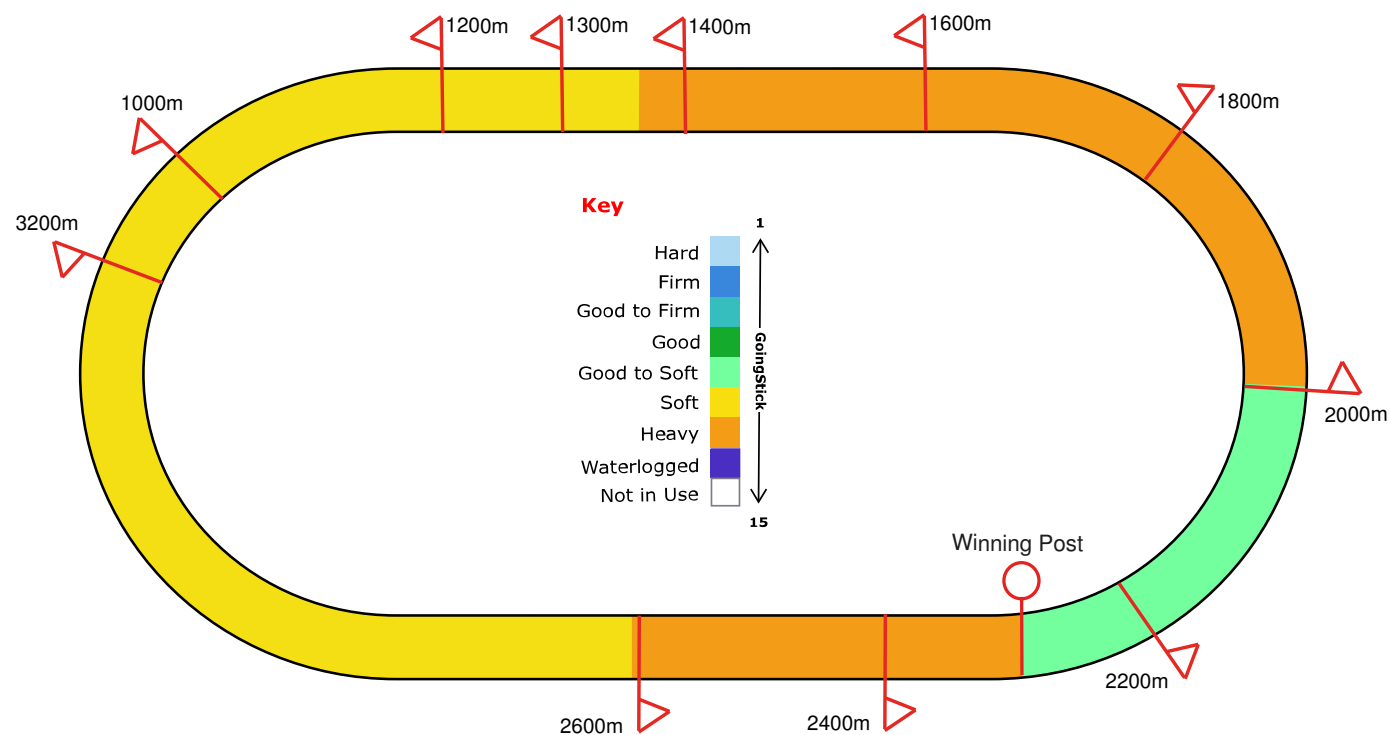 1200m
1300m
1400m
1600m
1000m
1800m
3200m
Key
1
Hard
Firm
Good to Firm
Good
Good to Soft
Soft
Heavy
Waterlogged
Not in Use
GoingStick
15
2000m
Winning Post
2200m
2600m
2400m